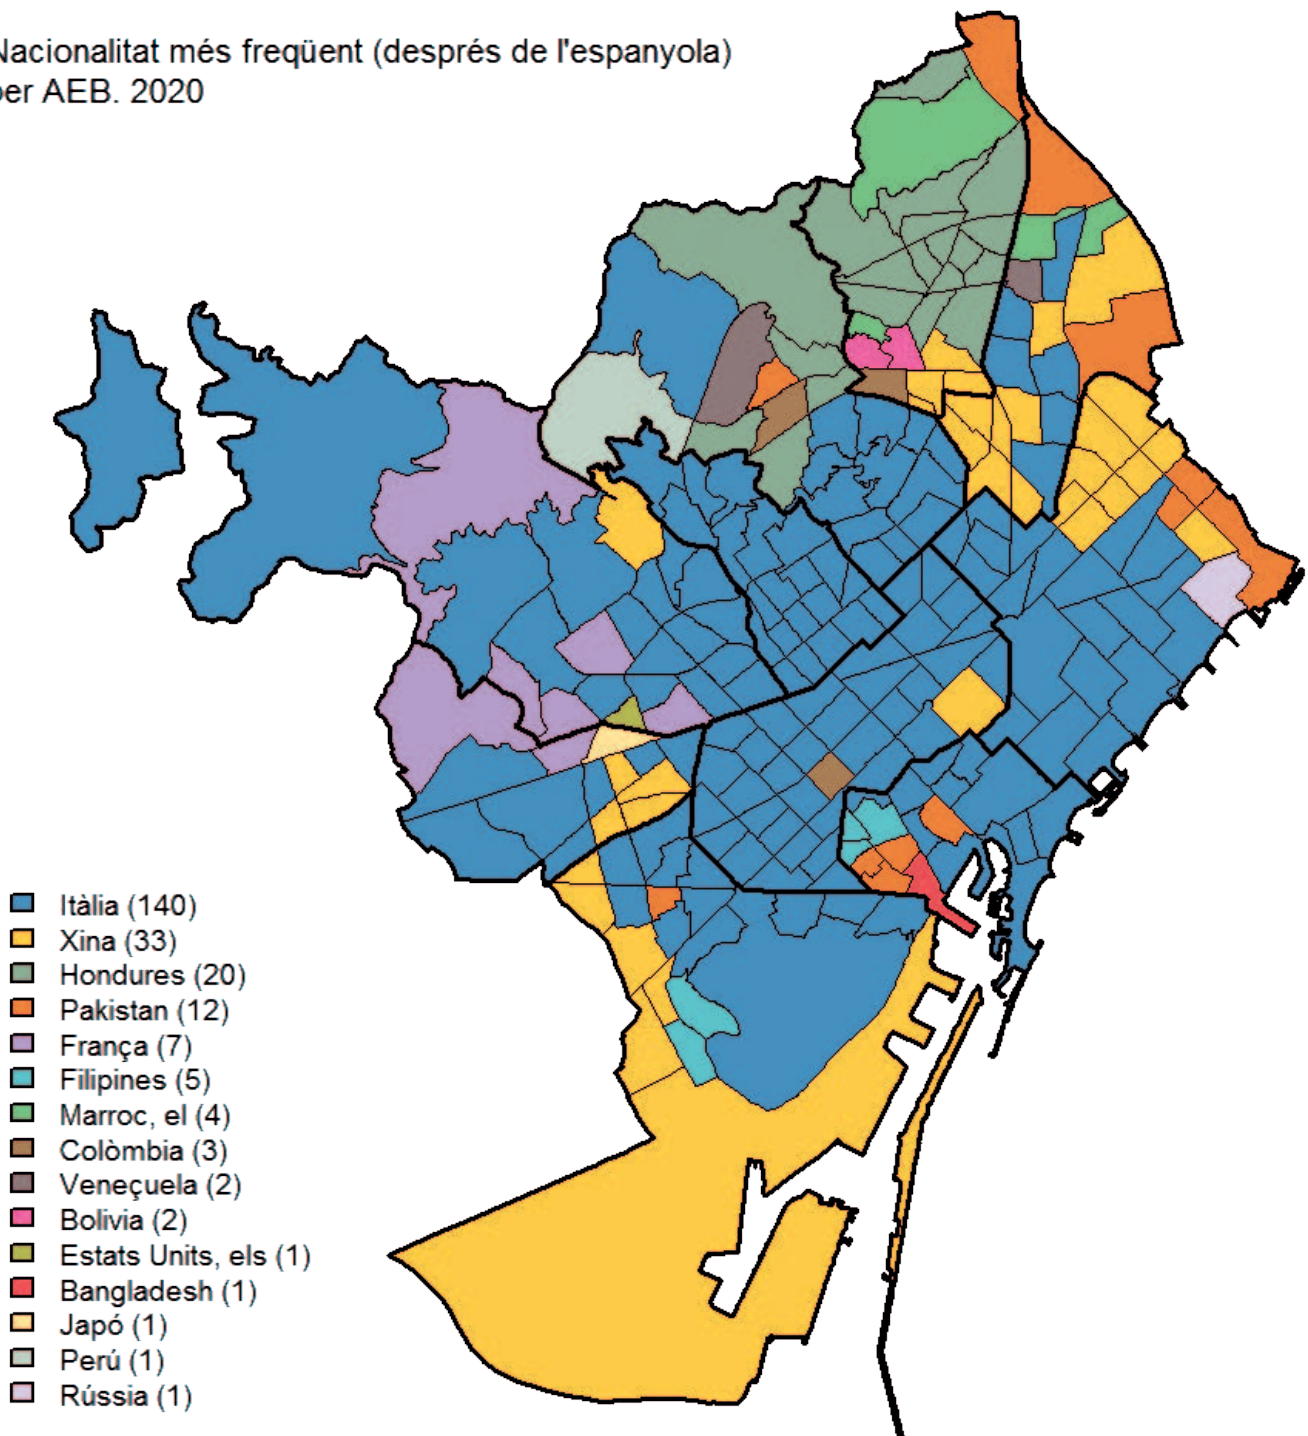 Nacionalitat més freqüent (després de l'espanyola)
per AEB. 2020
Itàlia (140)
Xina (33)
Hondures (20)
Pakistan (12)
França (7)
Filipines (5)
Marroc, el (4)
Colòmbia (3)
Veneçuela (2)
Bolivia (2)
Estats Units, els (1)
Bangladesh (1)
Japó (1)
Perú (1)
Rússia (1)